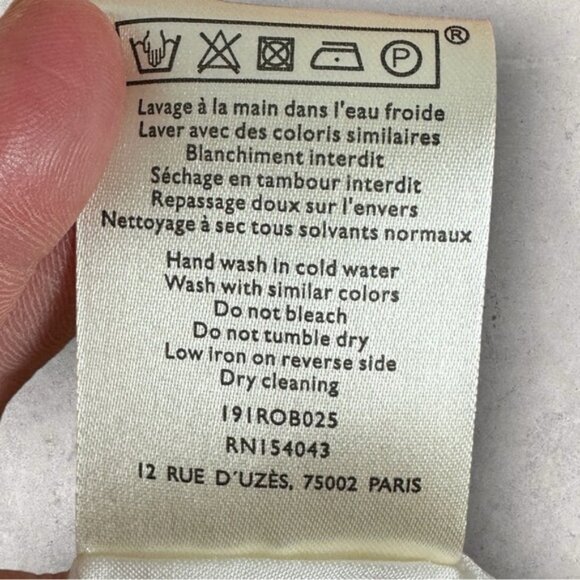 P ®
Lavage à la main dans l'eau froide
Laver avec des coloris similaires
Blanchiment interdit
Séchage en tambour interdit
Repassage doux sur l'envers
Nettoyage à sec tous solvants normaux
Hand wash in cold water
Wash with similar colors
Do not bleach
Do not tumble dry
Low iron on reverse side
Dry cleaning
191ROB025
RN154043
12 RUE D'UZÈS, 75002 PARIS